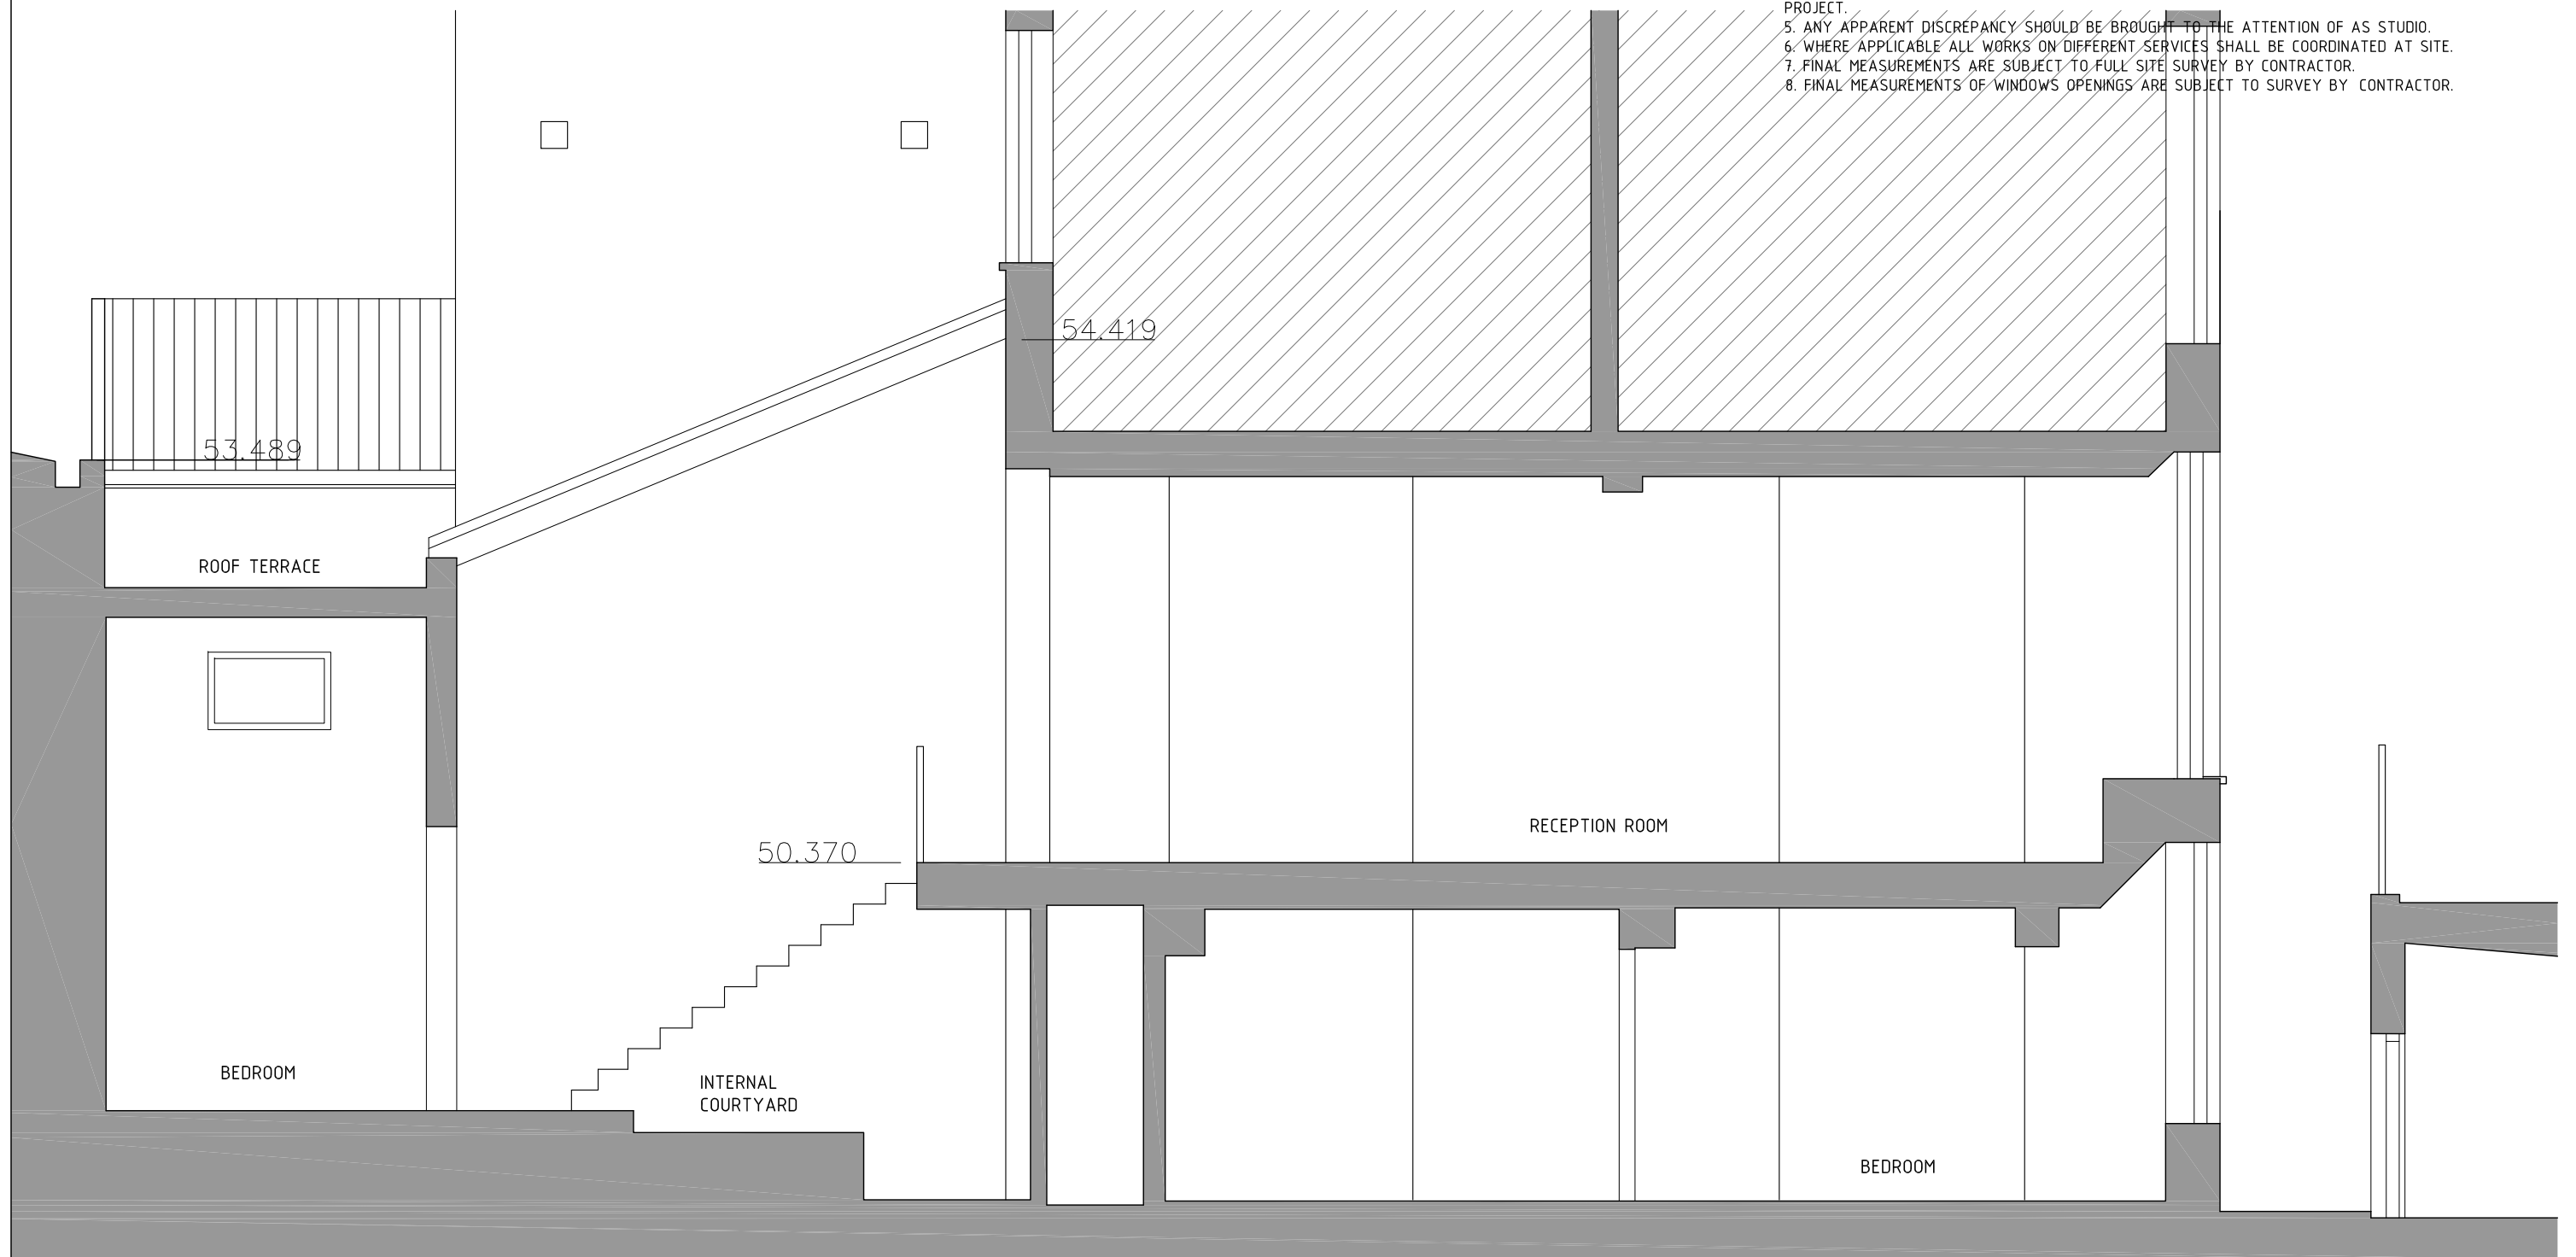 PROJECT.
5. ANY APPARENT DISCREPANCY SHOULD BE BROUGHT TO THE ATTENTION OF AS STUDIO.
6. WHERE APPLICABLE ALL WORKS ON DIFFERENT SERVICES SHALL BE COORDINATED AT SITE.
7. FINAL MEASUREMENTS ARE SUBJECT TO FULL SITE SURVEY BY CONTRACTOR.
8. FINAL MEASUREMENTS OF WINDOWS OPENINGS ARE SUBJECT TO SURVEY BY CONTRACTOR.
54.419
53.489
ROOF TERRACE
RECEPTION ROOM
50.370
BEDROOM
INTERNAL
COURTYARD
BEDROOM